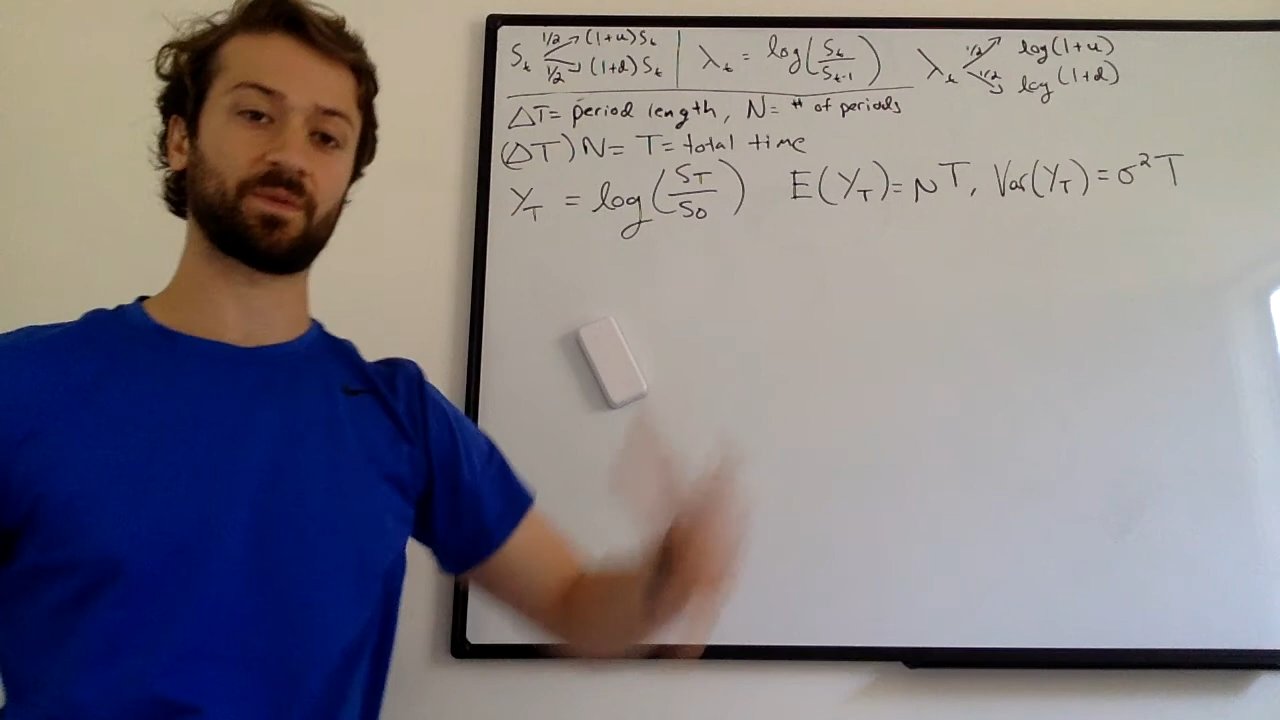 S_t 1/2 → (1+u)S_t | λ_t = log(S_t/S_{t-1}) λ_t 1/2 → log(1+u)
1/2 → (1+d)S_t 1/2 → log(1+d)
ΔT = period length, N = # of periods
(ΔT)N = T = total time
Y_T = log(S_T/S_0) E(Y_T) = μT, Var(Y_T) = σ²T